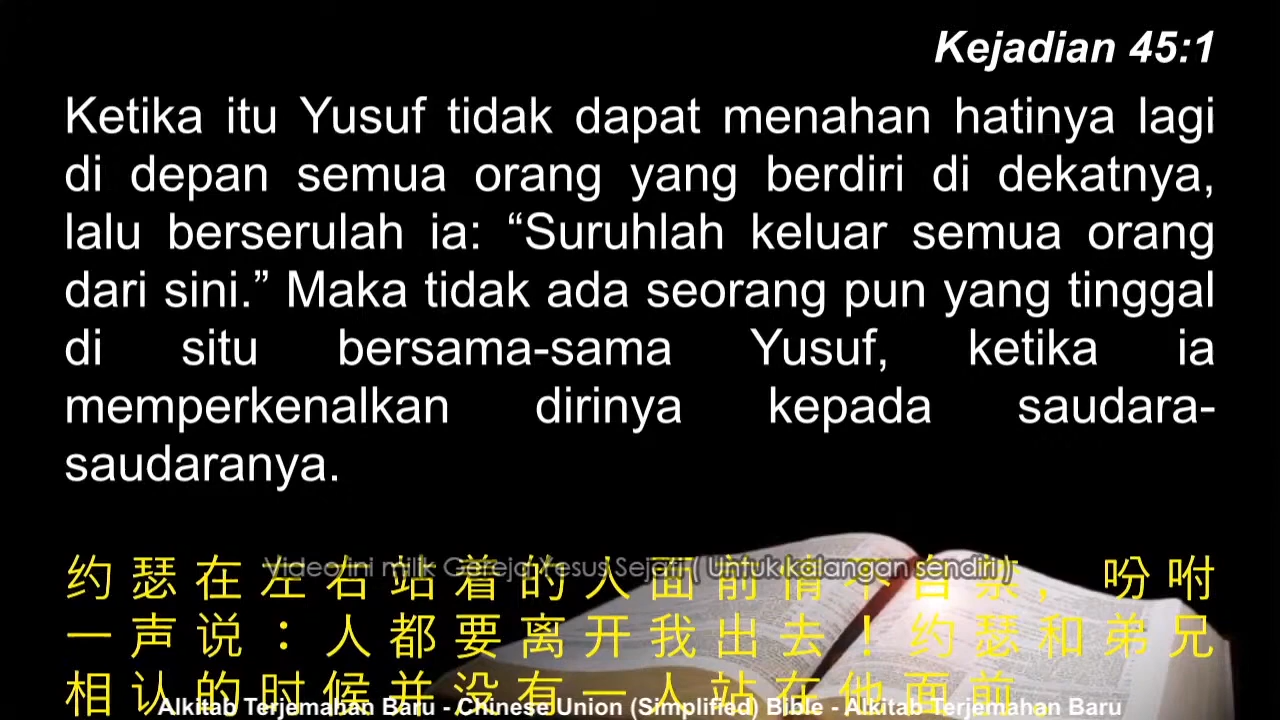 Kejadian 45:1
Ketika itu Yusuf tidak dapat menahan hatinya lagi
di depan semua orang yang berdiri di dekatnya,
lalu berserulah ia: “Suruhlah keluar semua orang
dari sini.” Maka tidak ada seorang pun yang tinggal
di situ bersama-sama Yusuf, ketika ia
memperkenalkan dirinya kepada saudara-
saudaranya.
约瑟在左右站着的人面前情不自禁，吩咐
Video ini milik Gereja Yesus Sejati ( Untuk kalangan sendiri )
一声说：人都要离开我出去！约瑟和弟兄
相认的时候并没有一人站在他面前。
Alkitab Terjemahan Baru - Chinese Union (Simplified) Bible - Alkitab Terjemahan Baru